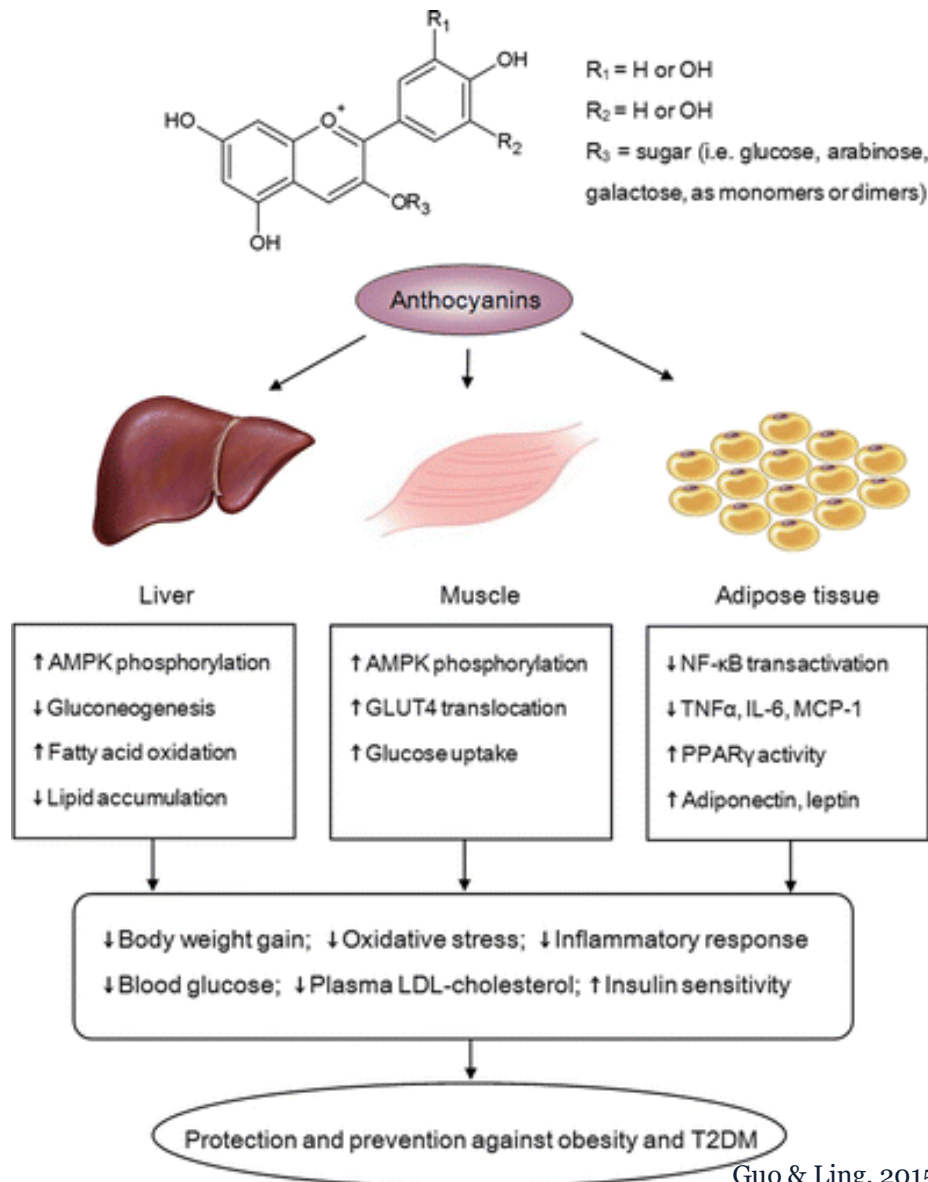 R₁
OH
R₁ = H or OH
HO
O⁺
R₂ = H or OH
R₂
R₃ = sugar (i.e. glucose, arabinose,
OR₃
galactose, as monomers or dimers)
OH
Anthocyanins
Liver
↑AMPK phosphorylation
↓Gluconeogenesis
↑Fatty acid oxidation
↓Lipid accumulation
Muscle
↑AMPK phosphorylation
↑GLUT4 translocation
↑Glucose uptake
Adipose tissue
↓NF-κB transactivation
↓TNFα, IL-6, MCP-1
↑PPARγ activity
↑Adiponectin, leptin
↓Body weight gain; ↓Oxidative stress; ↓Inflammatory response
↓Blood glucose; ↓Plasma LDL-cholesterol; ↑Insulin sensitivity
Protection and prevention against obesity and T2DM
Guo & Ling, 2015